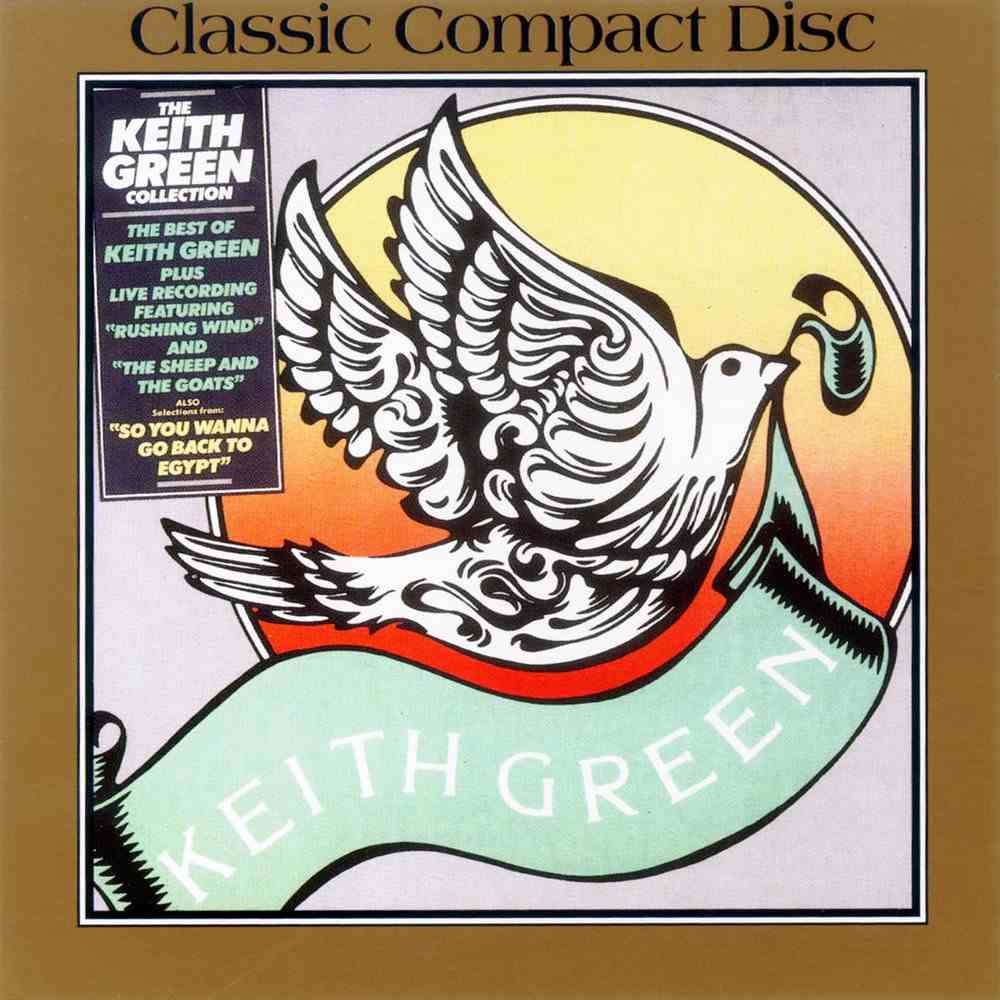 Classic Compact Disc
THE
KEITH
GREEN
COLLECTION
THE BEST OF
KEITH GREEN
PLUS
LIVE RECORDING
FEATURING
"RUSHING WIND"
AND
"THE SHEEP AND
THE GOATS"
ALSO
Selections from:
"SO YOU WANNA
GO BACK TO
EGYPT"
KEITH GREEN